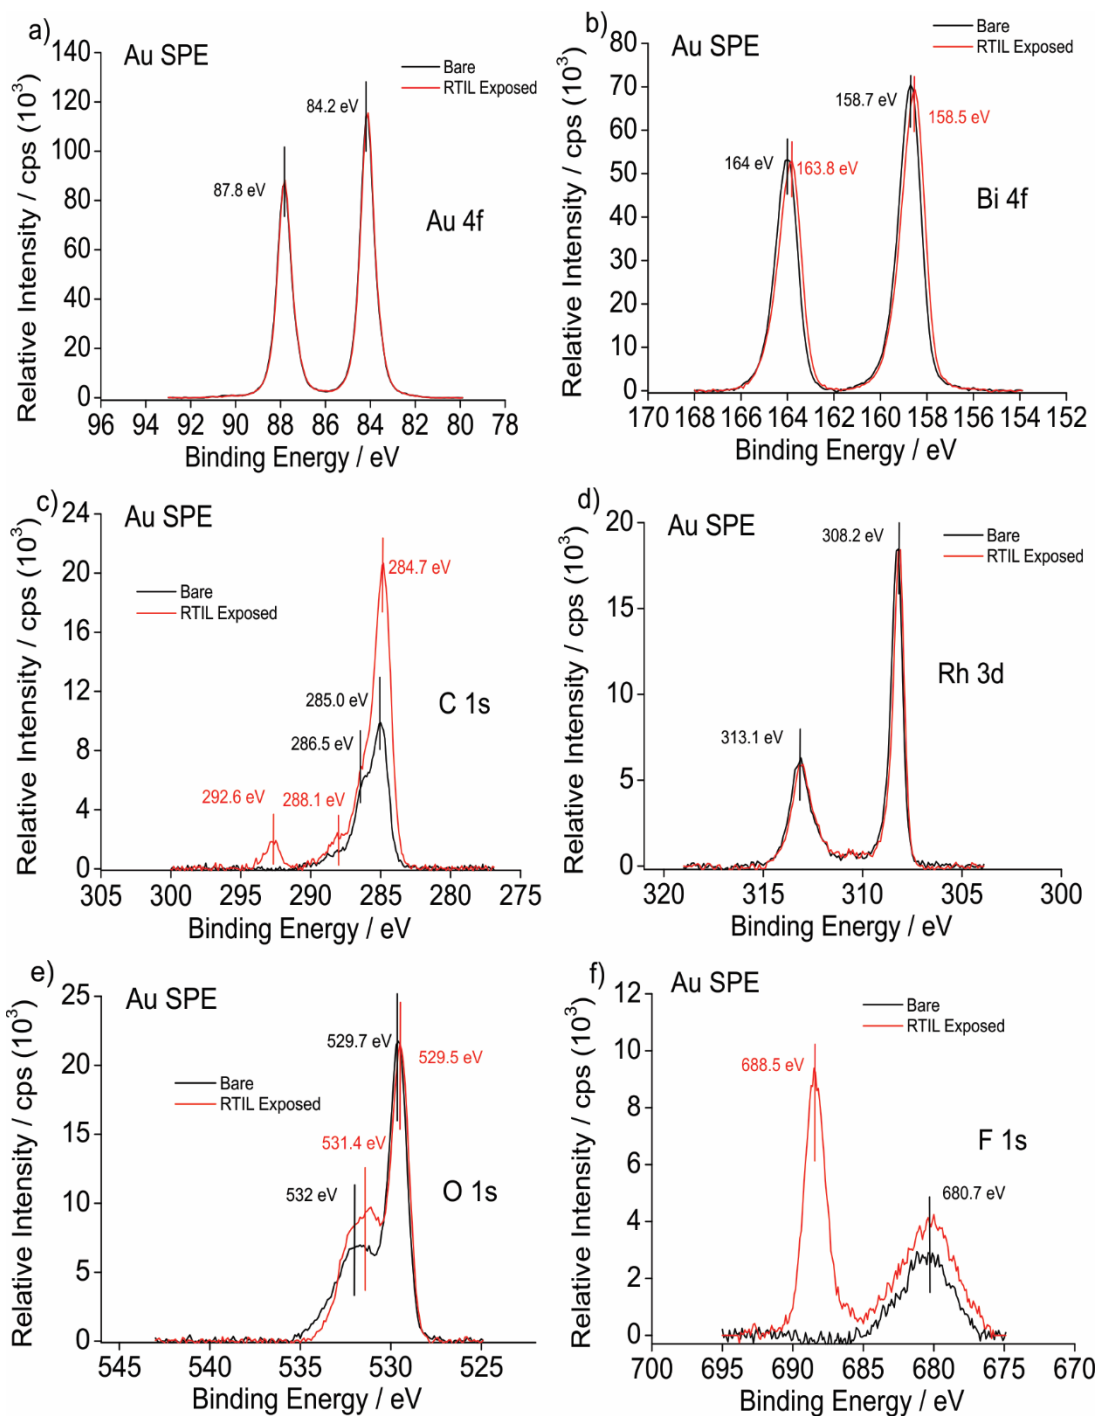 a)
Au SPE
Bare
RTIL Exposed
84.2 eV
87.8 eV
Au 4f
Relative Intensity / cps (10³)
140
120
100
80
60
40
20
0
96 94 92 90 88 86 84 82 80 78
Binding Energy / eV
b)
Au SPE
Bare
RTIL Exposed
158.7 eV
158.5 eV
164 eV
163.8 eV
Bi 4f
Relative Intensity / cps (10³)
80
70
60
50
40
30
20
10
0
170 168 166 164 162 160 158 156 154 152
Binding Energy / eV
c)
Au SPE
Bare
RTIL Exposed
284.7 eV
285.0 eV
286.5 eV
292.6 eV
288.1 eV
C 1s
Relative Intensity / cps (10³)
24
20
16
12
8
4
0
305 300 295 290 285 280 275
Binding Energy / eV
d)
Au SPE
Bare
RTIL Exposed
308.2 eV
313.1 eV
Rh 3d
Relative Intensity / cps (10³)
20
15
10
5
0
320 315 310 305 300
Binding Energy / eV
e)
Au SPE
Bare
RTIL Exposed
529.7 eV
529.5 eV
531.4 eV
532 eV
O 1s
Relative Intensity / cps (10³)
25
20
15
10
5
0
545 540 535 530 525
Binding Energy / eV
f)
Au SPE
Bare
RTIL Exposed
688.5 eV
680.7 eV
F 1s
Relative Intensity / cps (10³)
12
10
8
6
4
2
0
700 695 690 685 680 675 670
Binding Energy / eV